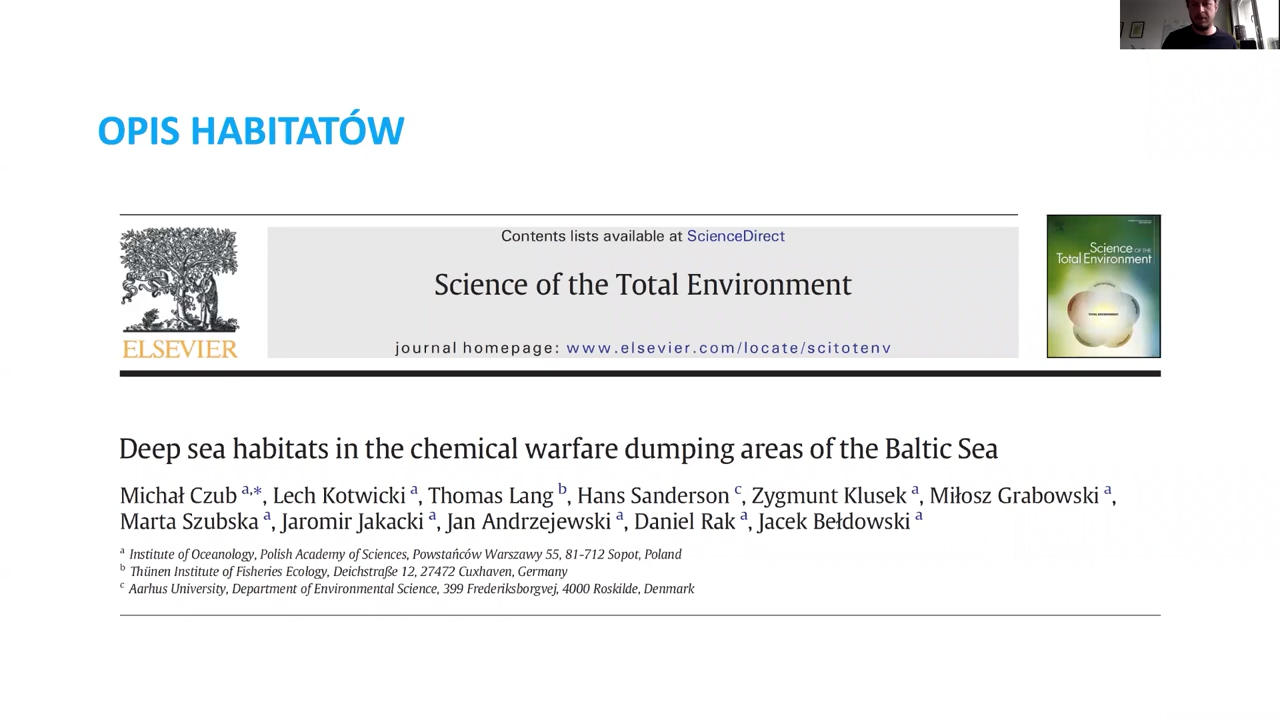 OPIS HABITATÓW
Contents lists available at ScienceDirect
Science of the Total Environment
journal homepage: www.elsevier.com/locate/scitotenv
ELSEVIER
Science OF THE
Total Environment
TOTAL ENVIRONMENT
Deep sea habitats in the chemical warfare dumping areas of the Baltic Sea
Michał Czub a,*, Lech Kotwicki a, Thomas Lang b, Hans Sanderson c, Zygmunt Klusek a, Miłosz Grabowski a,
Marta Szubska a, Jaromir Jakacki a, Jan Andrzejewski a, Daniel Rak a, Jacek Bełdowski a
a Institute of Oceanology, Polish Academy of Sciences, Powstańców Warszawy 55, 81-712 Sopot, Poland
b Thünen Institute of Fisheries Ecology, Deichstraße 12, 27472 Cuxhaven, Germany
c Aarhus University, Department of Environmental Science, 399 Frederiksborgvej, 4000 Roskilde, Denmark